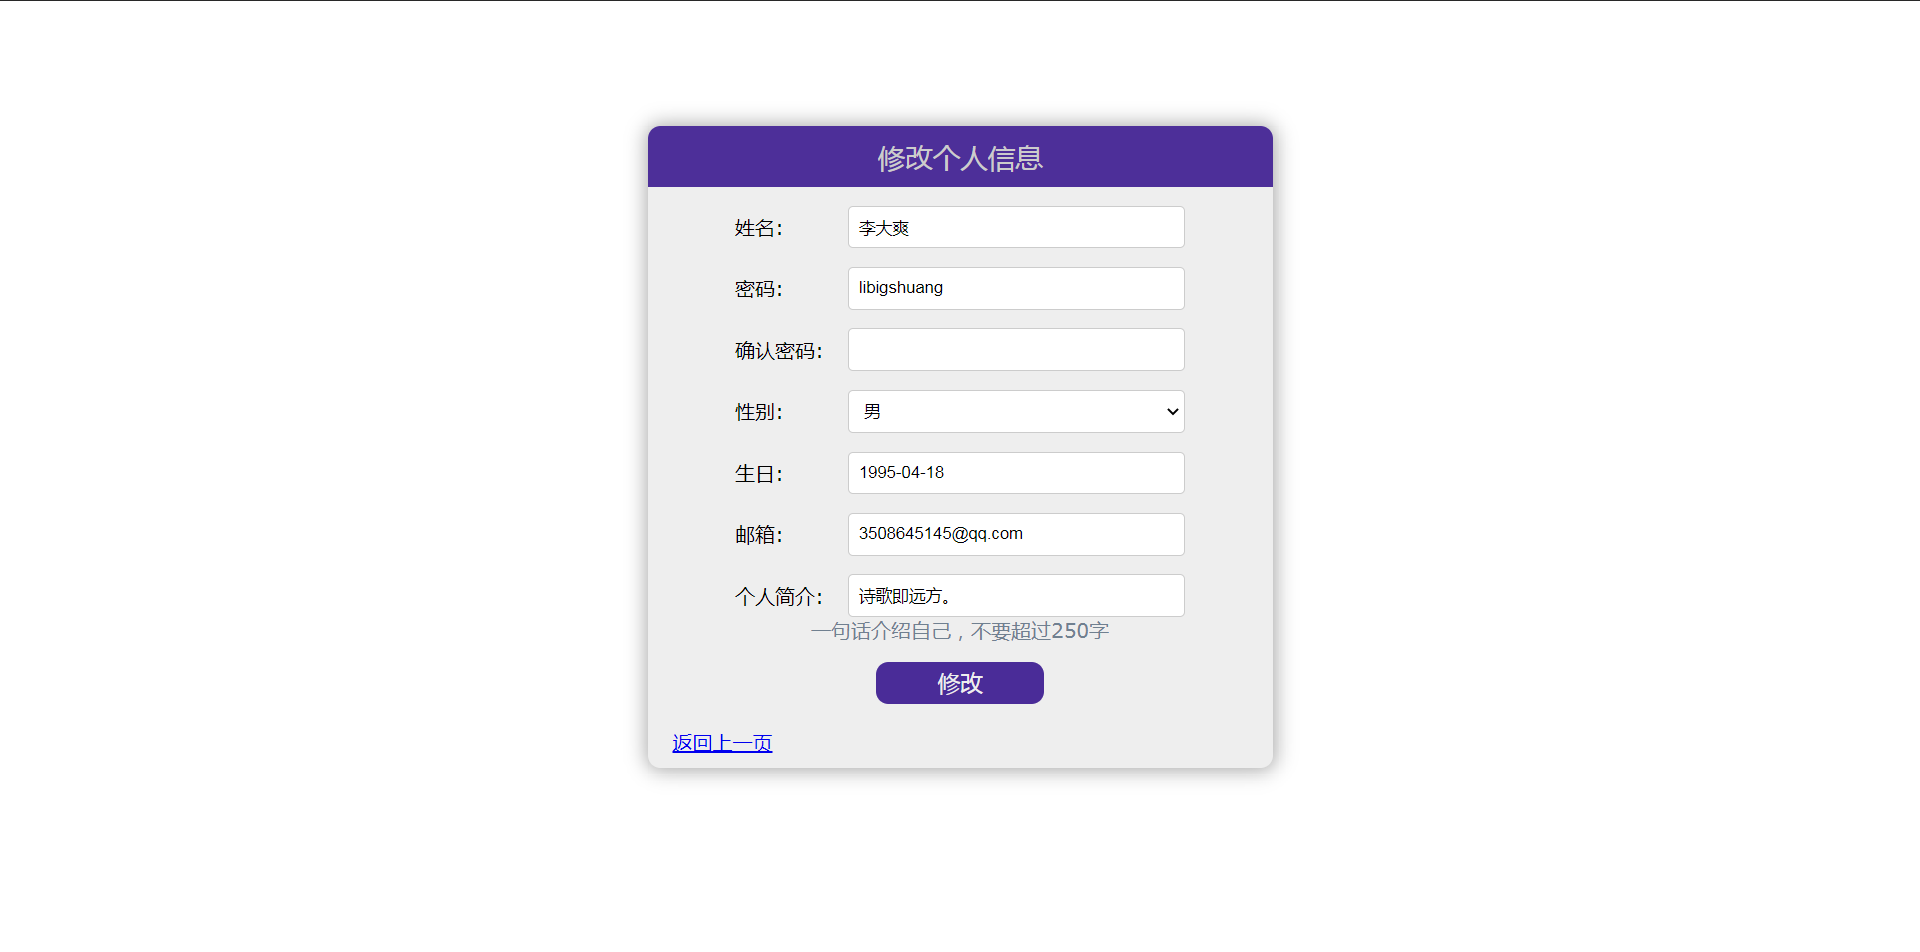 修改个人信息
姓名: 李大爽
密码: libigshuang
确认密码:
性别: 男
生日: 1995-04-18
邮箱: 3508645145@qq.com
个人简介: 诗歌即远方。
一句话介绍自己，不要超过250字
修改
返回上一页